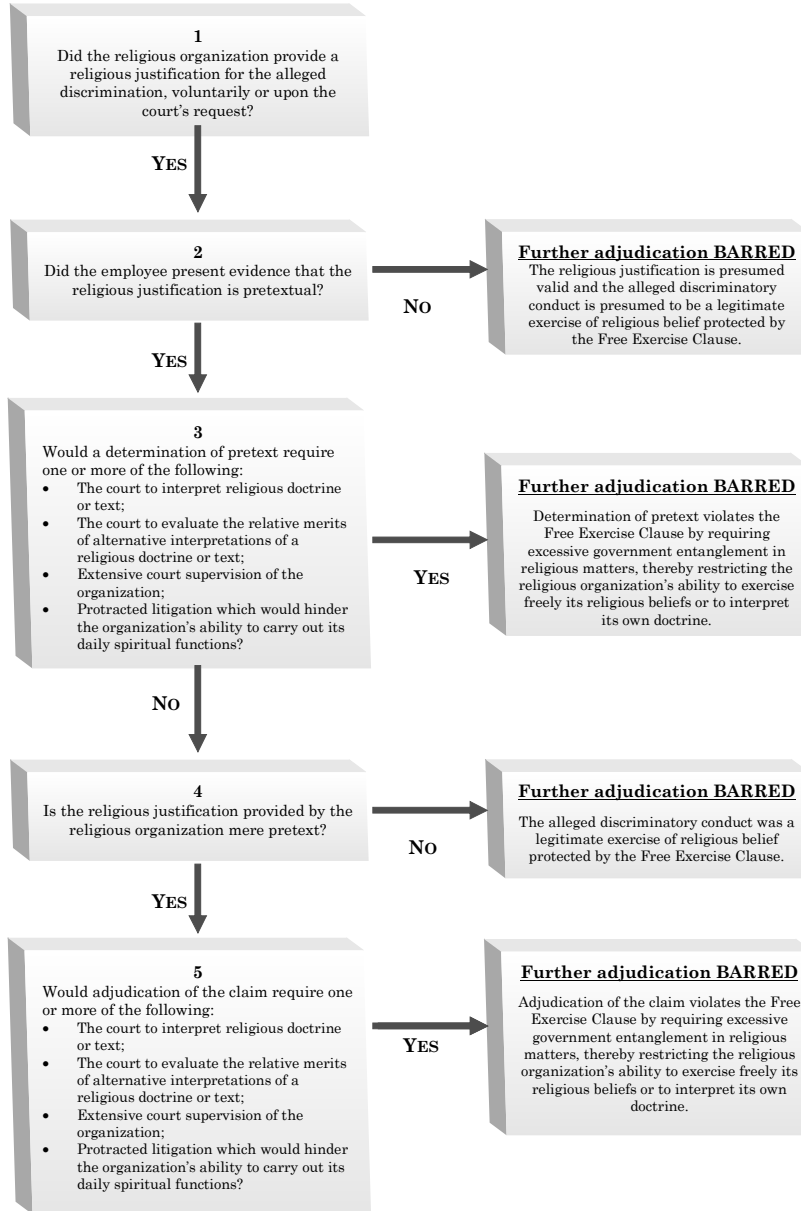 1
Did the religious organization provide a
religious justification for the alleged
discrimination, voluntarily or upon the
court's request?
YES
2
Did the employee present evidence that the
religious justification is pretextual?
NO
Further adjudication BARRED
The religious justification is presumed
valid and the alleged discriminatory
conduct is presumed to be a legitimate
exercise of religious belief protected by
the Free Exercise Clause.
YES
3
Would a determination of pretext require
one or more of the following:
• The court to interpret religious doctrine
or text;
• The court to evaluate the relative merits
of alternative interpretations of a
religious doctrine or text;
• Extensive court supervision of the
organization;
• Protracted litigation which would hinder
the organization's ability to carry out its
daily spiritual functions?
YES
Further adjudication BARRED
Determination of pretext violates the
Free Exercise Clause by requiring
excessive government entanglement in
religious matters, thereby restricting the
religious organization's ability to exercise
freely its religious beliefs or to interpret
its own doctrine.
NO
4
Is the religious justification provided by the
religious organization mere pretext?
NO
Further adjudication BARRED
The alleged discriminatory conduct was a
legitimate exercise of religious belief
protected by the Free Exercise Clause.
YES
5
Would adjudication of the claim require one
or more of the following:
• The court to interpret religious doctrine
or text;
• The court to evaluate the relative merits
of alternative interpretations of a
religious doctrine or text;
• Extensive court supervision of the
organization;
• Protracted litigation which would hinder
the organization's ability to carry out its
daily spiritual functions?
YES
Further adjudication BARRED
Adjudication of the claim violates the Free
Exercise Clause by requiring excessive
government entanglement in religious
matters, thereby restricting the religious
organization's ability to exercise freely its
religious beliefs or to interpret its own
doctrine.